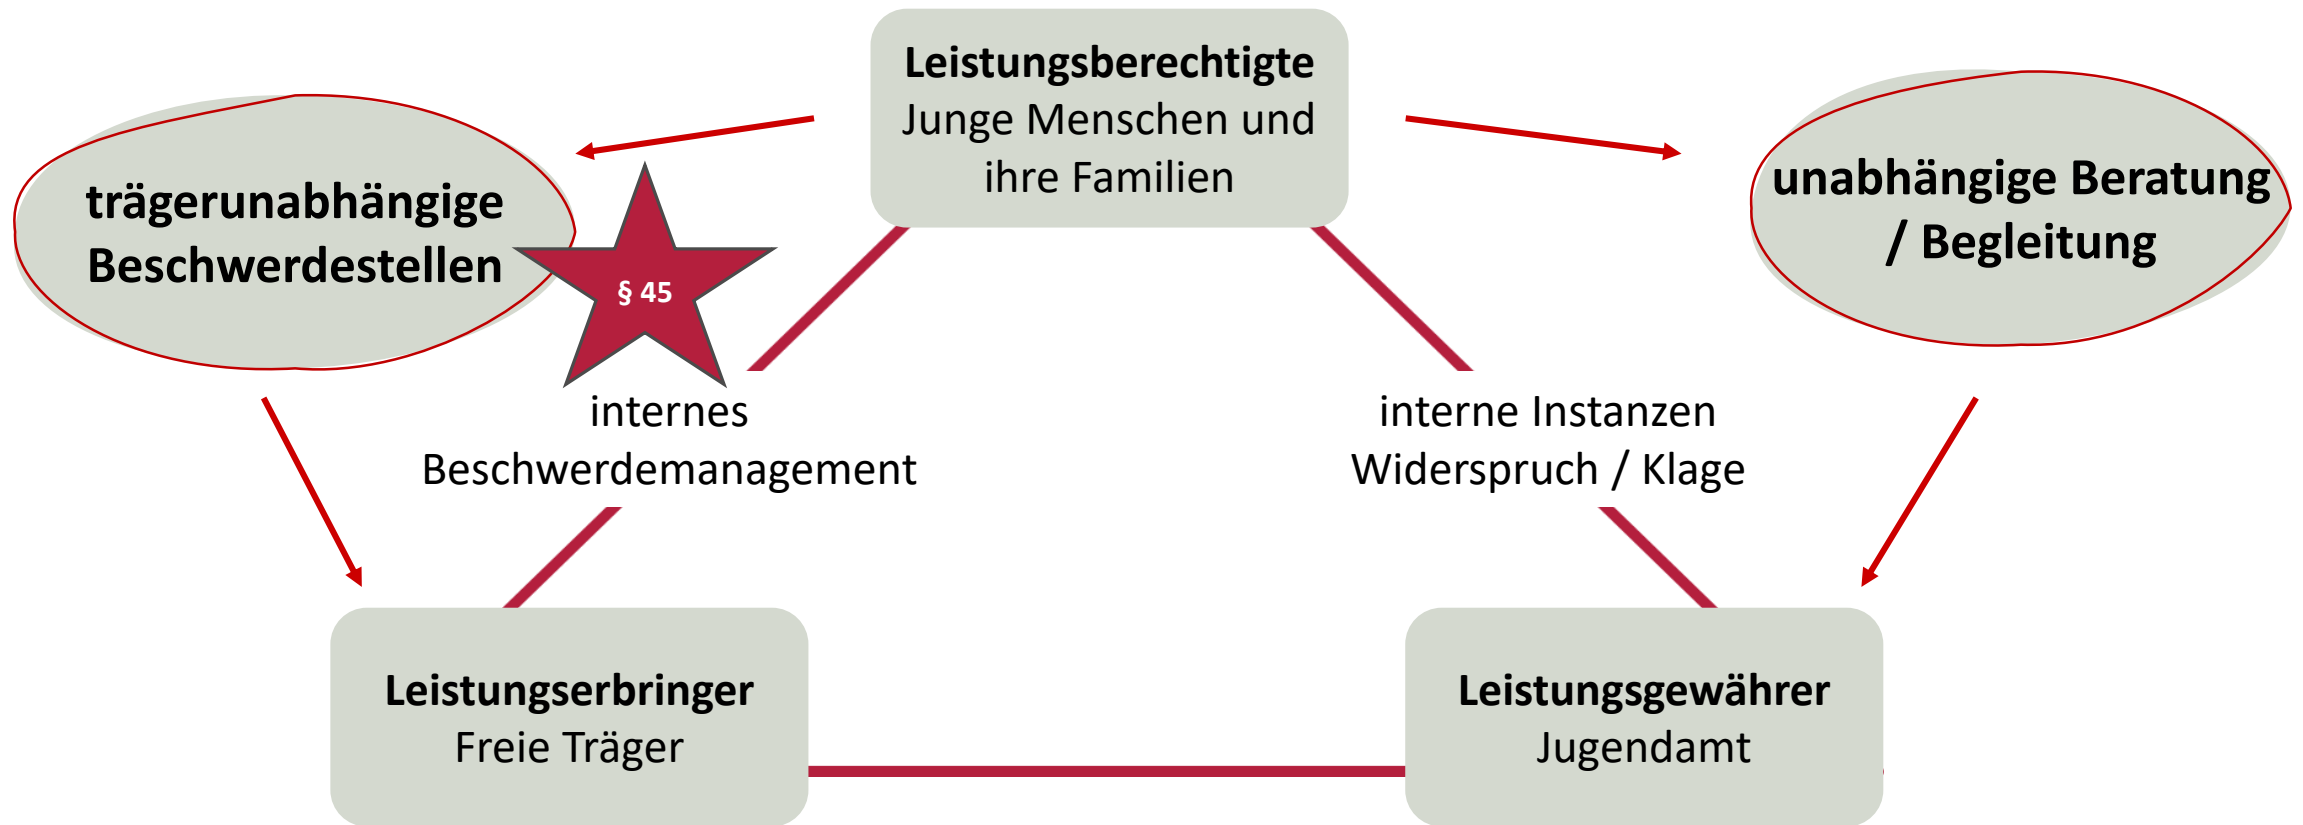 Leistungsberechtigte
Junge Menschen und
ihre Familien
trägerunabhängige
Beschwerdestellen
§ 45
unabhängige Beratung
/ Begleitung
internes
Beschwerdemanagement
interne Instanzen
Widerspruch / Klage
Leistungserbringer
Freie Träger
Leistungsgewährer
Jugendamt